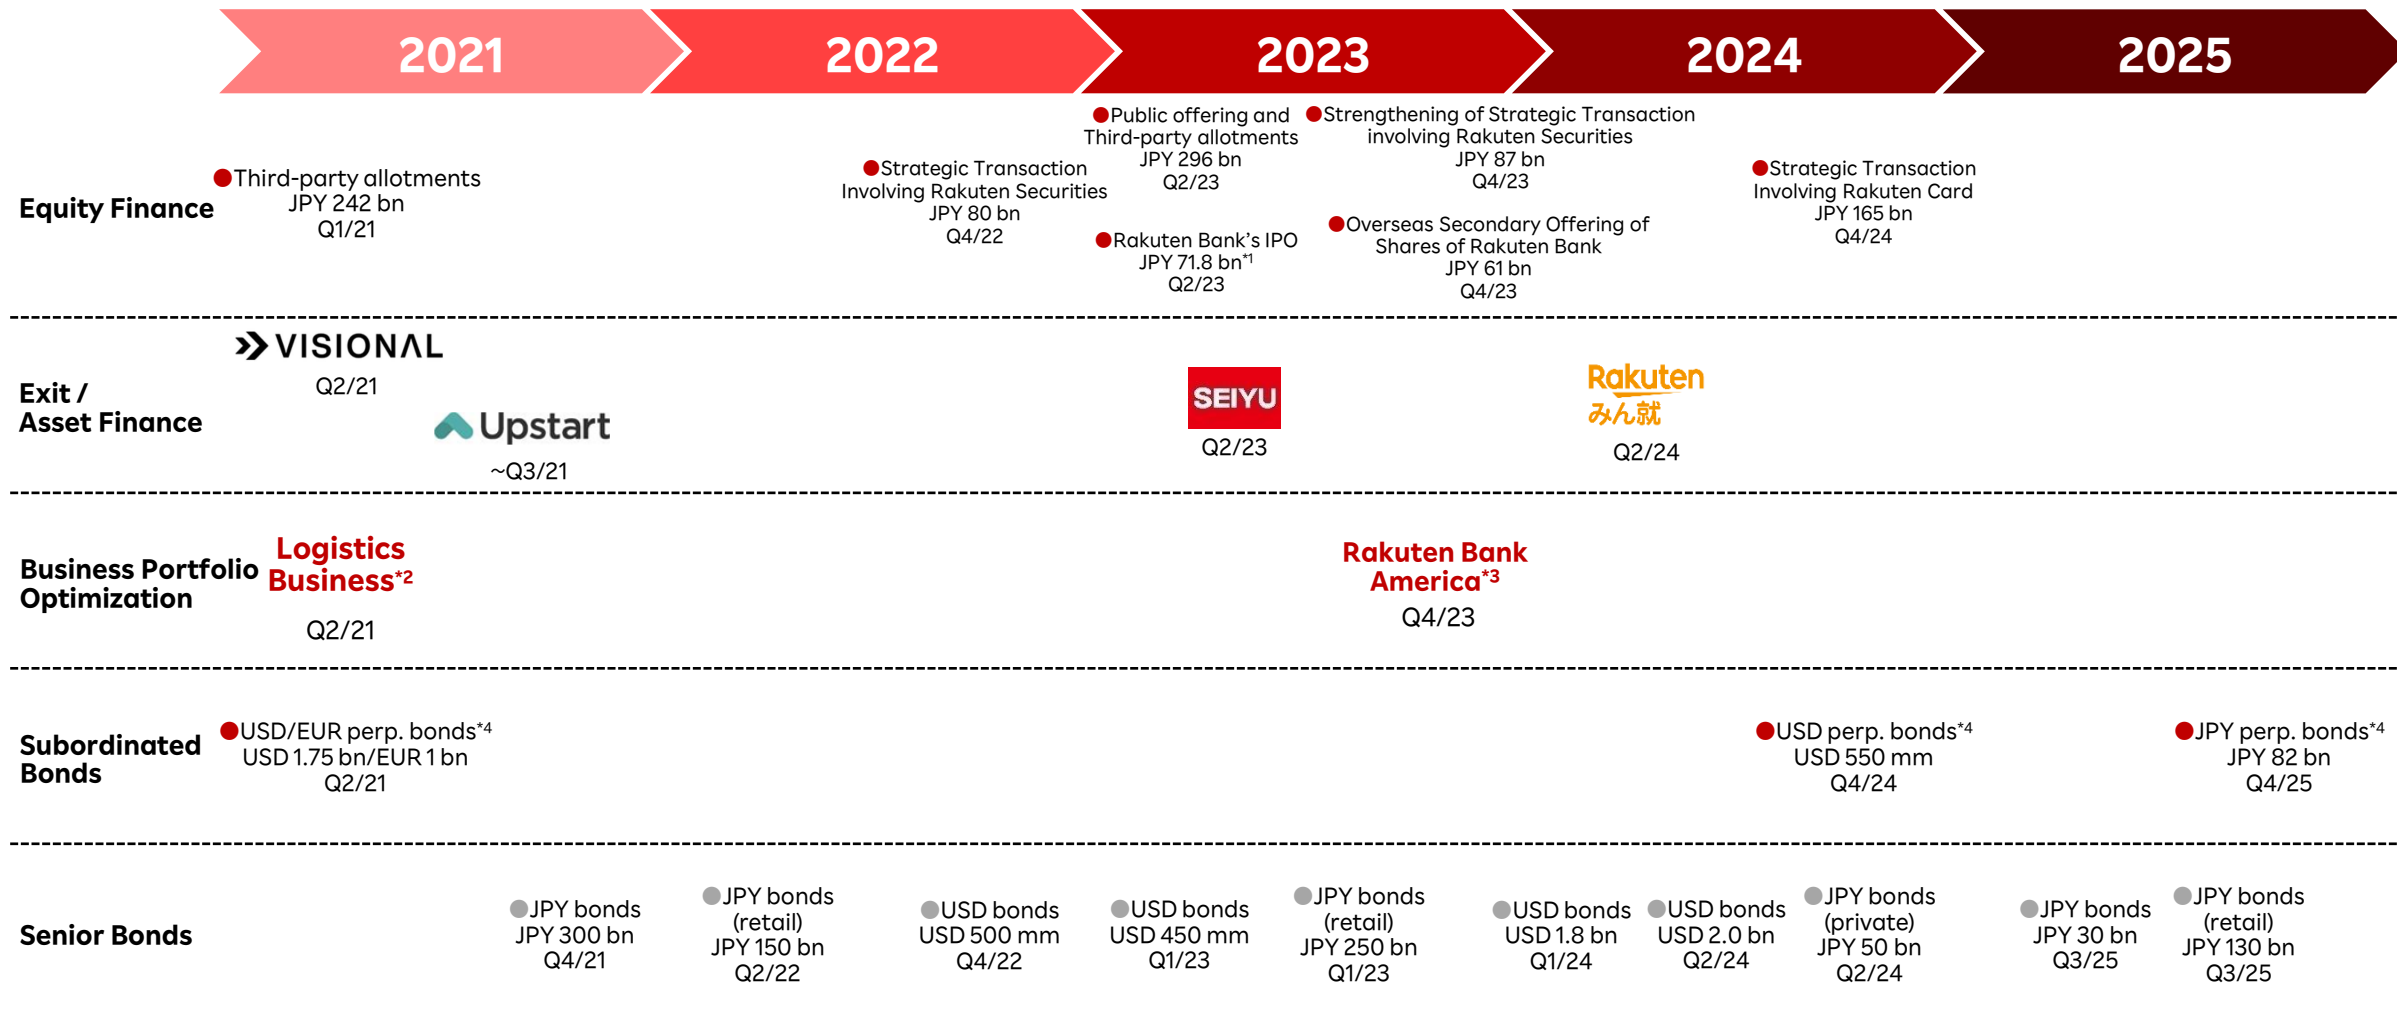 2021
2022
2023
2024
2025
Equity Finance
Third-party allotments
JPY 242 bn
Q1/21
Strategic Transaction
Involving Rakuten Securities
JPY 80 bn
Q4/22
Public offering and
Third-party allotments
JPY 296 bn
Q2/23
Rakuten Bank's IPO
JPY 71.8 bn*1
Q2/23
Strengthening of Strategic Transaction
involving Rakuten Securities
JPY 87 bn
Q4/23
Overseas Secondary Offering of
Shares of Rakuten Bank
JPY 61 bn
Q4/23
Strategic Transaction
Involving Rakuten Card
JPY 165 bn
Q4/24
Exit /
Asset Finance
VISIONAL
Q2/21
Upstart
~Q3/21
SEIYU
Q2/23
Rakuten
みん就
Q2/24
Business Portfolio
Optimization
Logistics
Business*2
Q2/21
Rakuten Bank
America*3
Q4/23
Subordinated
Bonds
USD/EUR perp. bonds*4
USD 1.75 bn/EUR 1 bn
Q2/21
USD perp. bonds*4
USD 550 mm
Q4/24
JPY perp. bonds*4
JPY 82 bn
Q4/25
Senior Bonds
JPY bonds
JPY 300 bn
Q4/21
JPY bonds
(retail)
JPY 150 bn
Q2/22
USD bonds
USD 500 mm
Q4/22
USD bonds
USD 450 mm
Q1/23
JPY bonds
(retail)
JPY 250 bn
Q1/23
USD bonds
USD 1.8 bn
Q1/24
USD bonds
USD 2.0 bn
Q2/24
JPY bonds
(private)
JPY 50 bn
Q2/24
JPY bonds
JPY 30 bn
Q3/25
JPY bonds
(retail)
JPY 130 bn
Q3/25